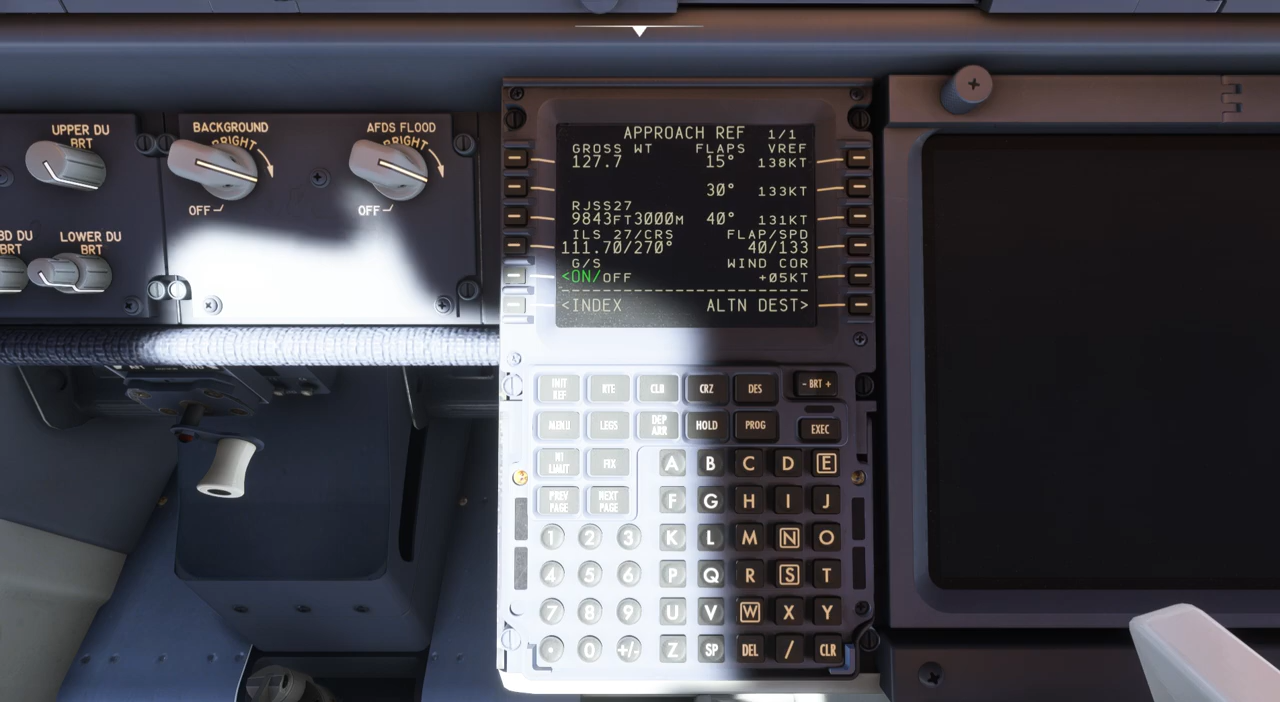 UPPER DU
BRT
BACKGROUND
BRIGHT
OFF
AFDS FLOOD
BRIGHT
OFF
BD DU
BRT
LOWER DU
BRT
APPROACH REF 1/1
GROSS WT FLAPS VREF
127.7 15° 138KT
30° 133KT
RJSS27
9843FT3000M 40° 131KT
ILS 27/CRS FLAP/SPD
111.70/270° 40/133
G/S WIND COR
<ON/OFF +05KT
<INDEX ALTN DEST>
INIT
REF
RTE
CLB
CRZ
DES
- BRT +
MENU
LEGS
DEP
ARR
HOLD
PROG
EXEC
N1
LIMIT
FIX
PREV
PAGE
NEXT
PAGE
A B C D E
F G H I J
1 2 3 K L M N O
4 5 6 P Q R S T
7 8 9 U V W X Y
. 0 +/- Z SP DEL / CLR